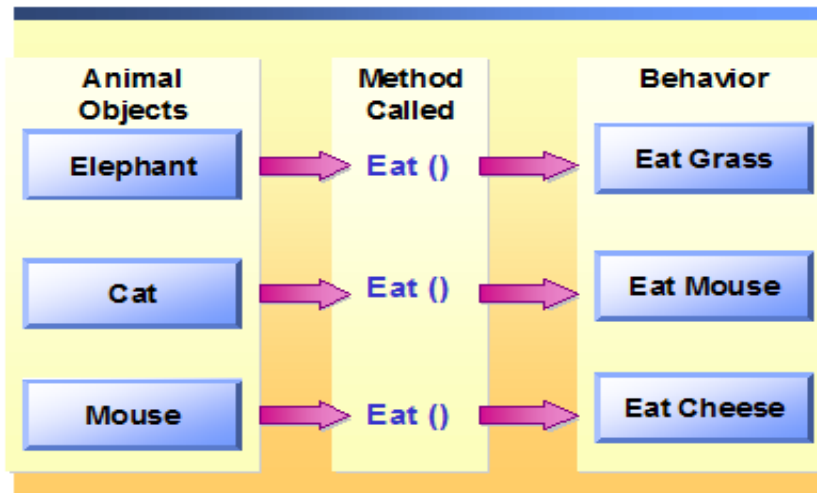 Animal
Objects
Method
Called
Behavior
Elephant
Eat ()
Eat Grass
Cat
Eat ()
Eat Mouse
Mouse
Eat ()
Eat Cheese